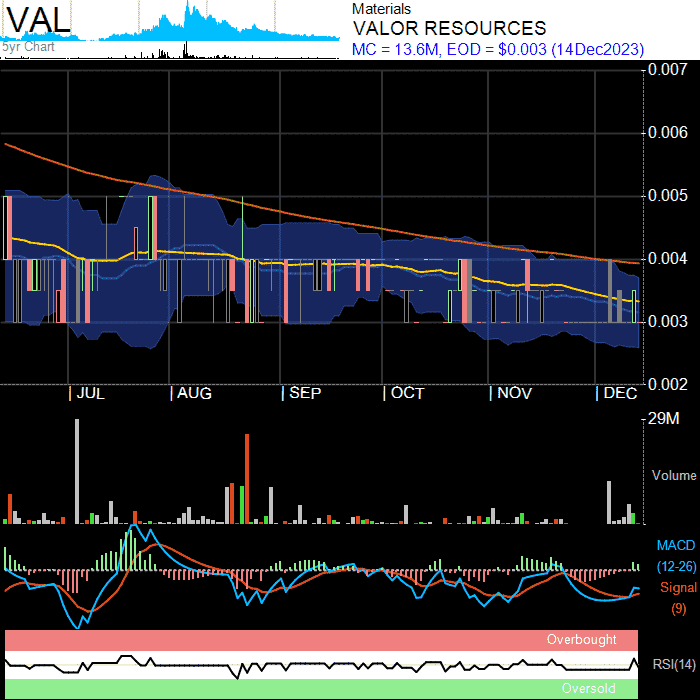 VAL
5yr Chart
Materials
VALOR RESOURCES
MC = 13.6M, EOD = $0.003 (14Dec2023)
0.007
0.006
0.005
0.004
0.003
0.002
JUL AUG SEP OCT NOV DEC
29M
Volume
MACD
(12-26)
Signal
(9)
Overbought
RSI(14)
Oversold